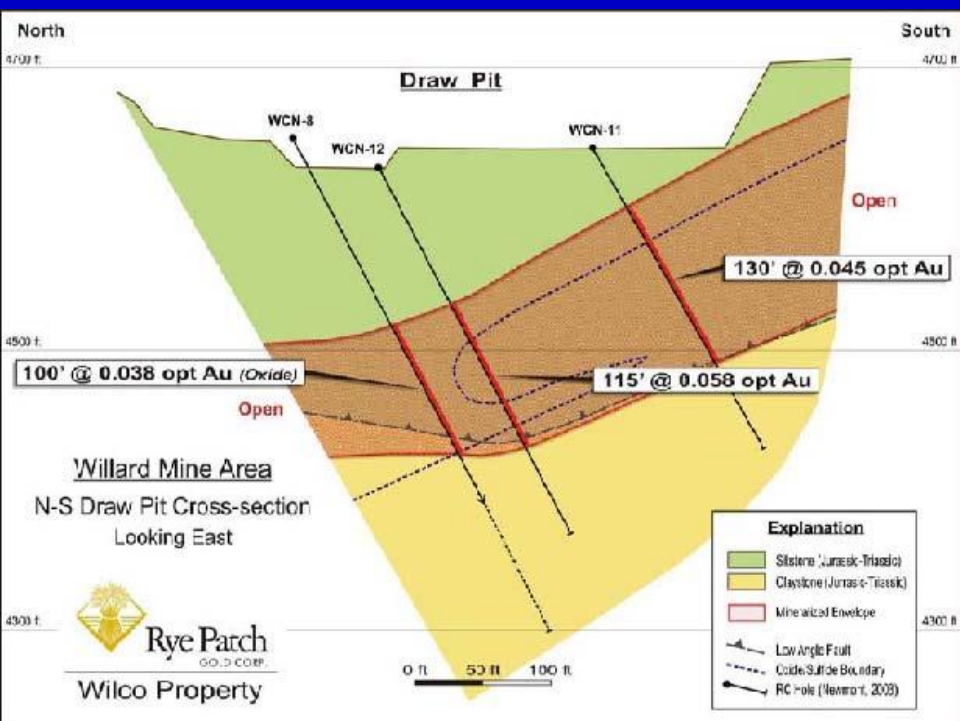 North
South
4700 ft
4700 ft
Draw Pit
WCN-8
WCN-12
WCN-11
Open
130' @ 0.045 opt Au
4500 ft
4500 ft
100' @ 0.038 opt Au (Oxide)
115' @ 0.058 opt Au
Open
Willard Mine Area
N-S Draw Pit Cross-section
Looking East
Explanation
Siltstone (Jurassic-Triassic)
Claystone (Jurrasic-Triassic)
Mineralized Envelope
Low Angle Fault
Oxide/Sulfide Boundary
RC Hole (Newmont, 2003)
4300 ft
4300 ft
Rye Patch
GOLD CORP.
Wilco Property
0 ft 50 ft 100 ft